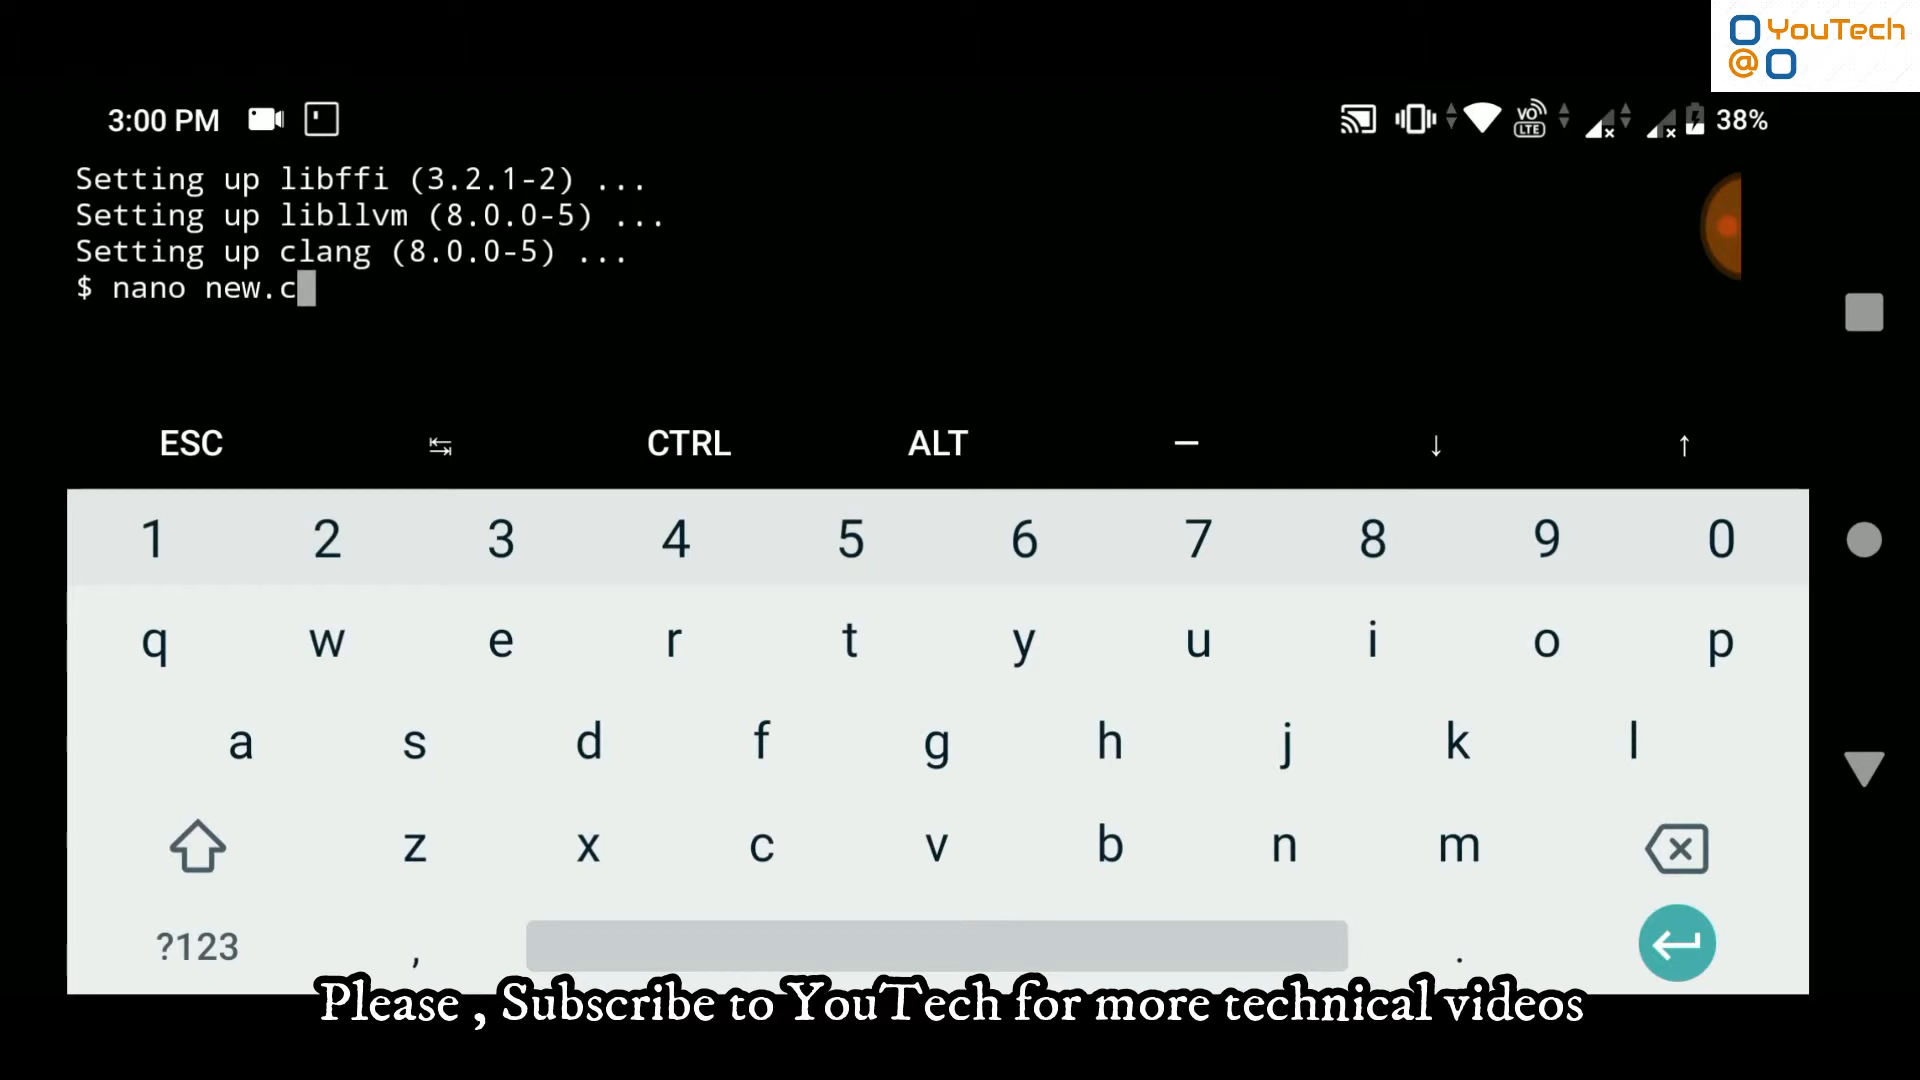 YouTech
@
3:00 PM
VO
LTE
38%
Setting up libffi (3.2.1-2) ...
Setting up libllvm (8.0.0-5) ...
Setting up clang (8.0.0-5) ...
$ nano new.c
ESC ↹ CTRL ALT — ↓ ↑
1 2 3 4 5 6 7 8 9 0
q w e r t y u i o p
a s d f g h j k l
z x c v b n m
?123 , .
Please , Subscribe to YouTech for more technical videos